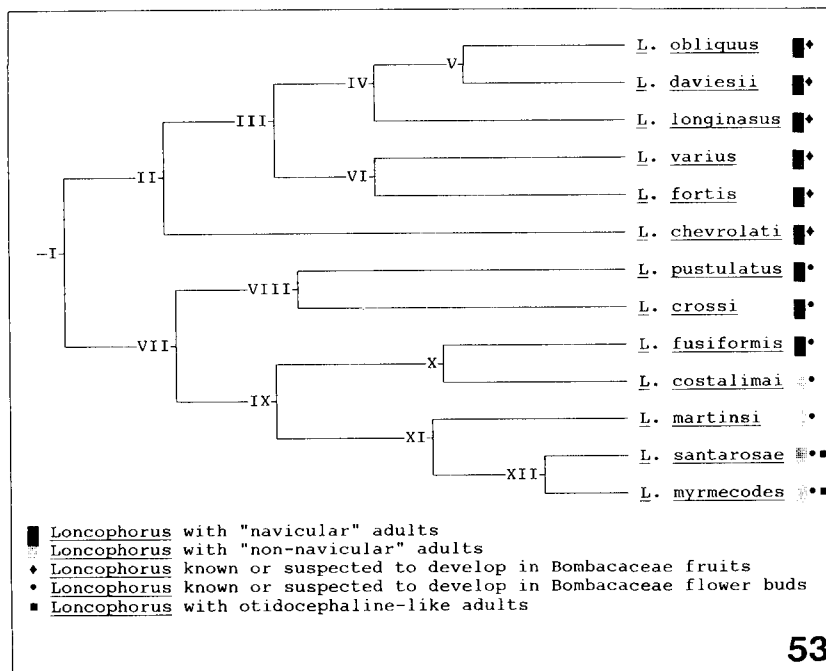 L. obliquus
V
IV
L. daviesii
III
L. longinasus
L. varius
II
VI
L. fortis
I
L. chevrolati
L. pustulatus
VIII
L. crossi
VII
L. fusiformis
X
IX
L. costalimai
L. martinsi
XI
L. santarosae
XII
L. myrmecodes
Loncophorus with "navicular" adults
Loncophorus with "non-navicular" adults
Loncophorus known or suspected to develop in Bombacaceae fruits
Loncophorus known or suspected to develop in Bombacaceae flower buds
Loncophorus with otidocephaline-like adults
53